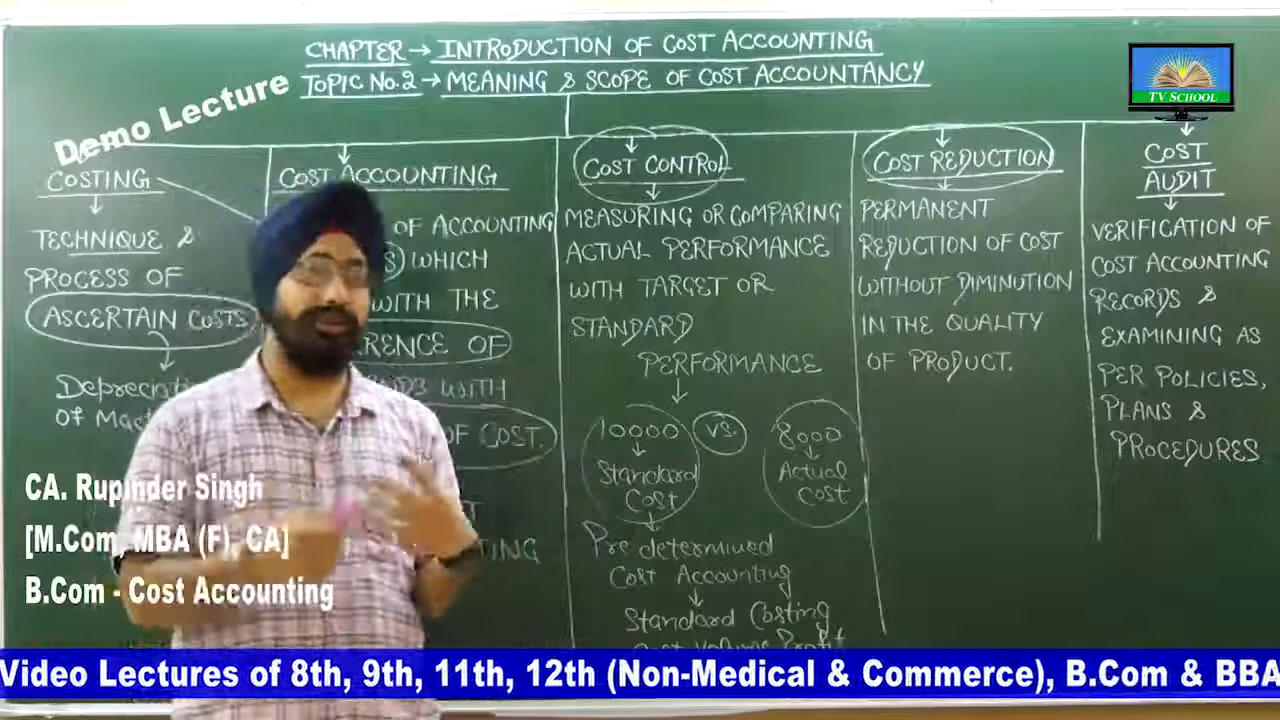 CHAPTER → INTRODUCTION OF COST ACCOUNTING
TOPIC No.2 → MEANING & SCOPE OF COST ACCOUNTANCY
TV SCHOOL
Demo Lecture
COSTING
TECHNIQUE &
PROCESS OF
ASCERTAIN COSTS
of
COST ACCOUNTING
OF ACCOUNTING
WHICH
WITH THE
OF
WITH
OF COST.
COST CONTROL
MEASURING OR COMPARING
ACTUAL PERFORMANCE
WITH TARGET OR
STANDARD
PERFORMANCE
10000 VS. 8000
Standard Cost
Actual Cost
Pre determined
Cost Accounting
Standard Costing
Volume Profit
COST REDUCTION
PERMANENT
REDUCTION OF COST
WITHOUT DIMINUTION
IN THE QUALITY
OF PRODUCT.
COST
AUDIT
VERIFICATION OF
COST ACCOUNTING
RECORDS &
EXAMINING AS
PER POLICIES,
PLANS &
PROCEDURES
CA. Rupinder Singh
[M.Com, MBA (F), CA]
B.Com - Cost Accounting
Video Lectures of 8th, 9th, 11th, 12th (Non-Medical & Commerce), B.Com & BBA